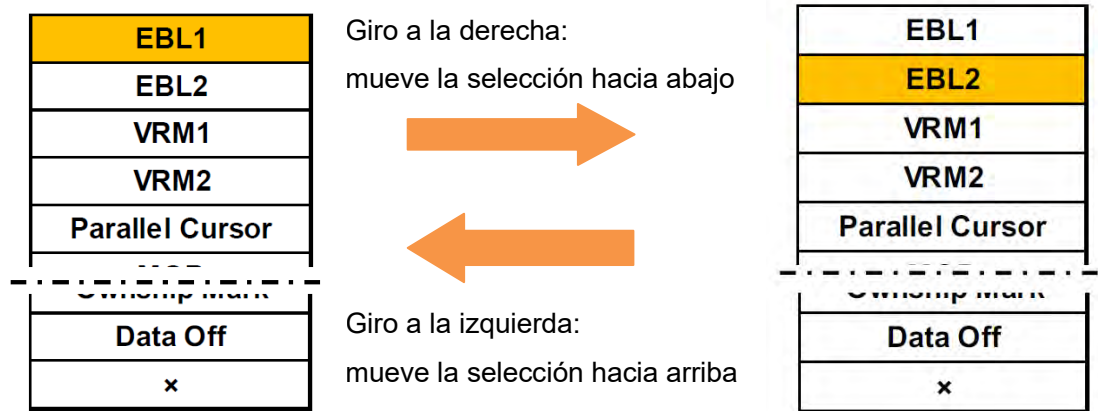 EBL1
EBL2
VRM1
VRM2
Parallel Cursor
Data Off
×
Giro a la derecha:
mueve la selección hacia abajo
Giro a la izquierda:
mueve la selección hacia arriba
EBL1
EBL2
VRM1
VRM2
Parallel Cursor
Data Off
×